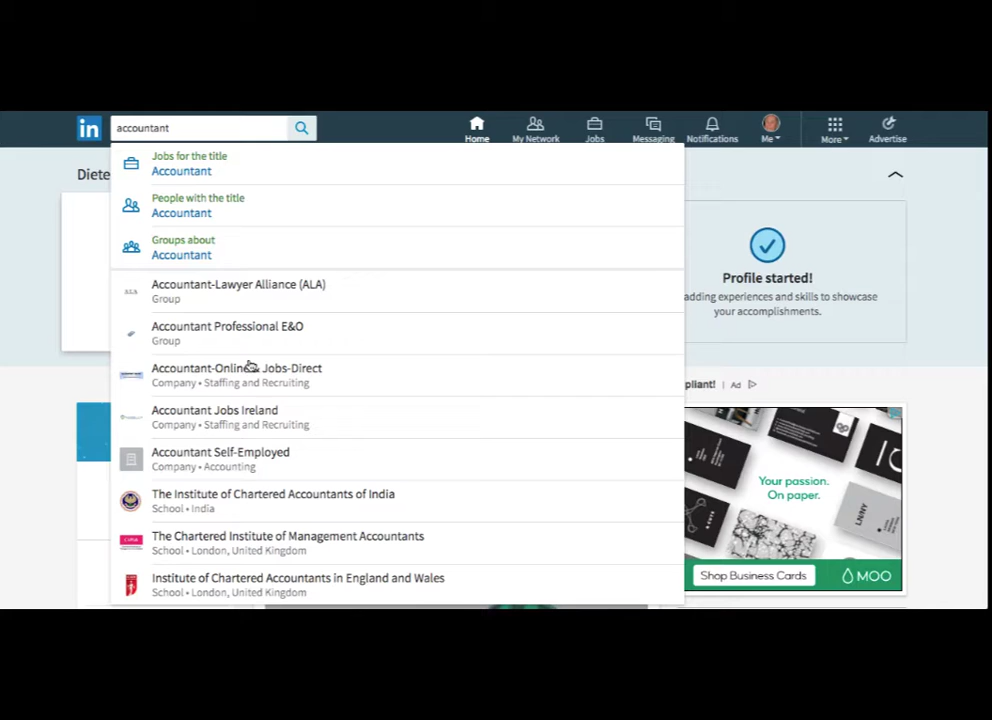 in
accountant
Home
My Network
Jobs
Messaging
Notifications
Me
More
Advertise
Diete
Jobs for the title
Accountant
People with the title
Accountant
Groups about
Accountant
ALA
Accountant-Lawyer Alliance (ALA)
Group
Accountant Professional E&O
Group
Accountant-Online & Jobs-Direct
Company • Staffing and Recruiting
Accountant Jobs Ireland
Company • Staffing and Recruiting
Accountant Self-Employed
Company • Accounting
The Institute of Chartered Accountants of India
School • India
The Chartered Institute of Management Accountants
School • London, United Kingdom
Institute of Chartered Accountants in England and Wales
School • London, United Kingdom
Profile started!
adding experiences and skills to showcase
your accomplishments.
pliant! Ad
Your passion.
On paper.
Shop Business Cards
MOO